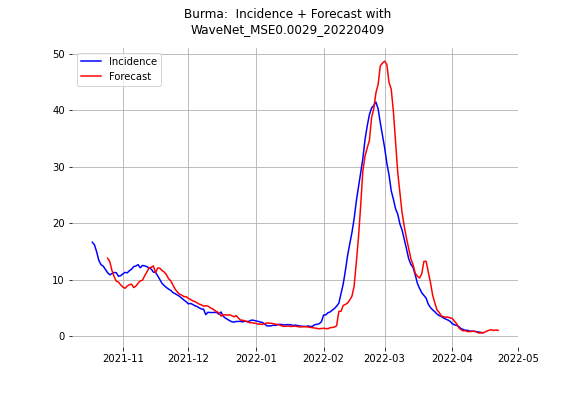 Burma:  Incidence + Forecast with
WaveNet_MSE0.0029_20220409
Incidence
Forecast
50
40
30
20
10
0
2021-11 2021-12 2022-01 2022-02 2022-03 2022-04 2022-05